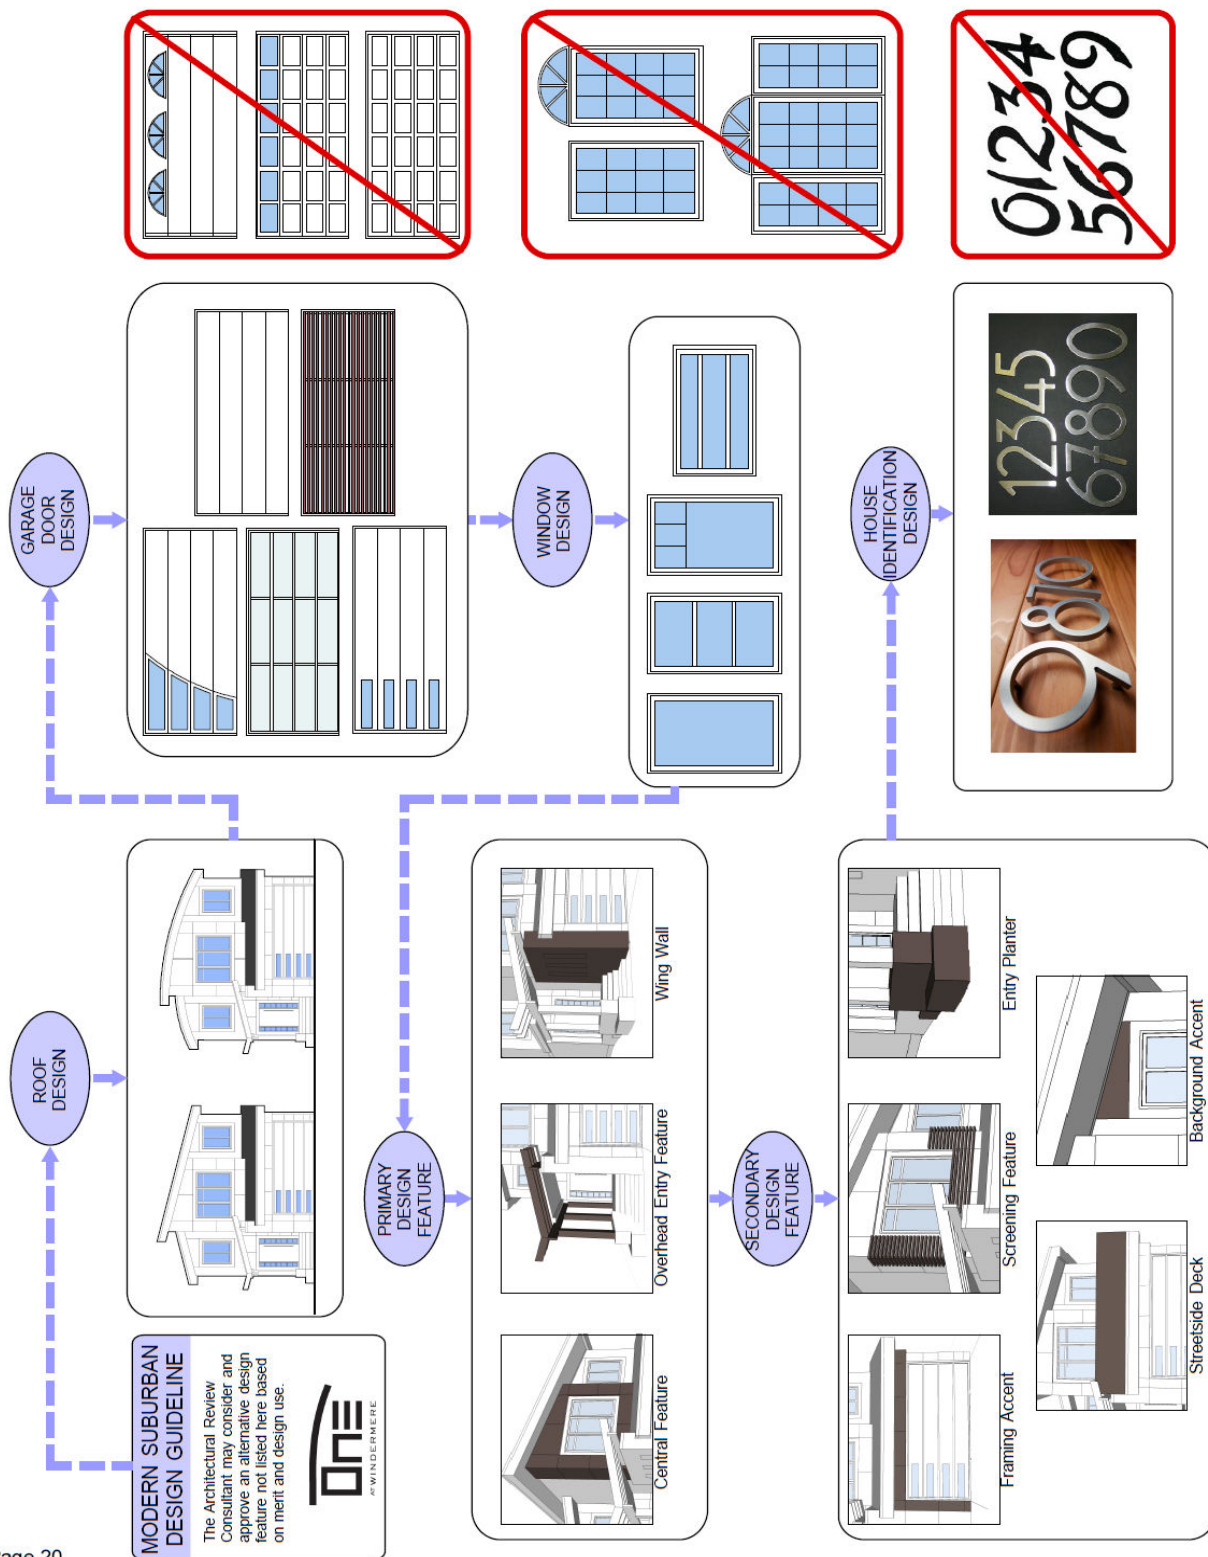 MODERN SUBURBAN
DESIGN GUIDELINE
The Architectural Review
Consultant may consider and
approve an alternative design
feature not listed here based
on merit and design use.
ONE
AT WINDERMERE
ROOF
DESIGN
GARAGE
DOOR
DESIGN
WINDOW
DESIGN
PRIMARY
DESIGN
FEATURE
Central Feature
Overhead Entry Feature
Wing Wall
SECONDARY
DESIGN
FEATURE
Framing Accent
Screening Feature
Entry Planter
Streetside Deck
Background Accent
HOUSE
IDENTIFICATION
DESIGN
9810
12345
67890
01234
56789
Page 20